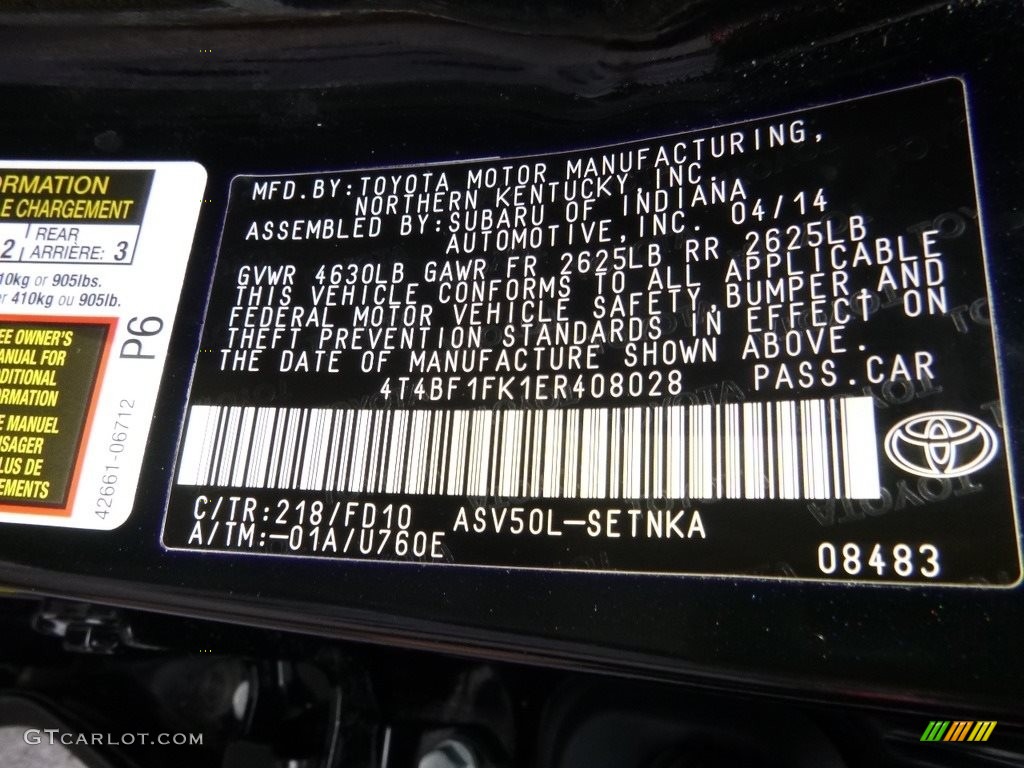 ORMATION
E CHARGEMENT
2 REAR 3
ARRIÈRE:
10kg or 905lbs.
r 410kg ou 905lb.
EE OWNER'S
ANUAL FOR
DDITIONAL
FORMATION
E MANUEL
SAGER
LUS DE
EMENTS
P6
42661-06712
MFD.BY:TOYOTA MOTOR MANUFACTURING,
NORTHERN KENTUCKY,INC.
ASSEMBLED BY:SUBARU OF INDIANA
AUTOMOTIVE,INC. 04/14
GVWR 4630LB GAWR FR 2625LB RR 2625LB
THIS VEHICLE CONFORMS TO ALL APPLICABLE
FEDERAL MOTOR VEHICLE SAFETY,BUMPER,AND
THEFT PREVENTION STANDARDS IN EFFECT ON
THE DATE OF MANUFACTURE SHOWN ABOVE.
4T4BF1FK1ER408028 PASS.CAR
C/TR:218/FD10 ASV50L-SETNKA
A/TM:-01A/U760E
08483
GTCARLOT.COM